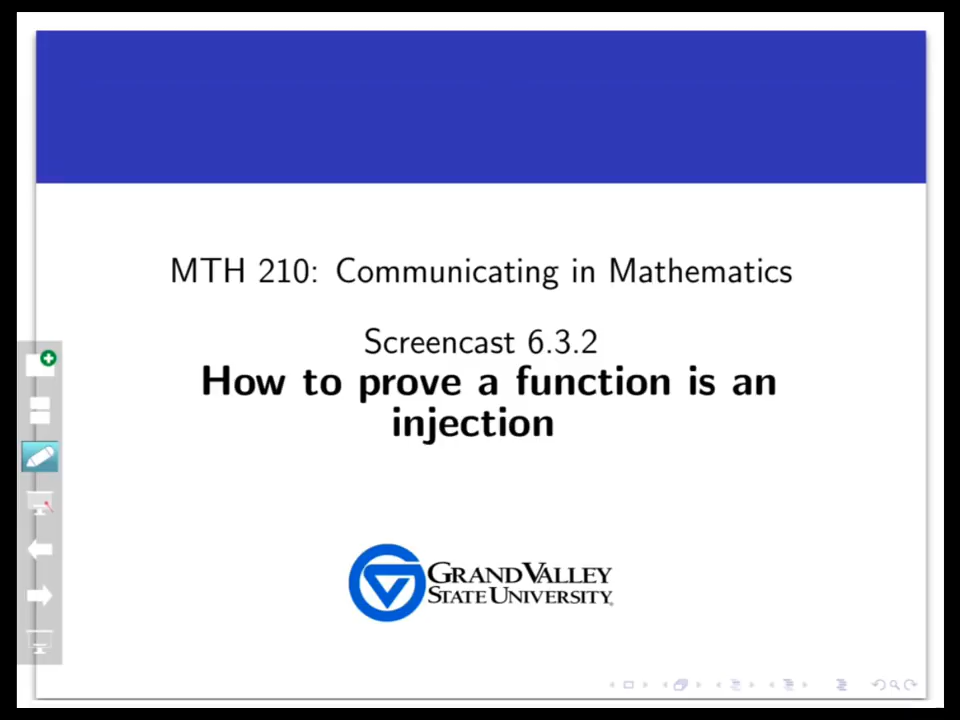 MTH 210: Communicating in Mathematics
Screencast 6.3.2
How to prove a function is an
injection
GRAND VALLEY
STATE UNIVERSITY.